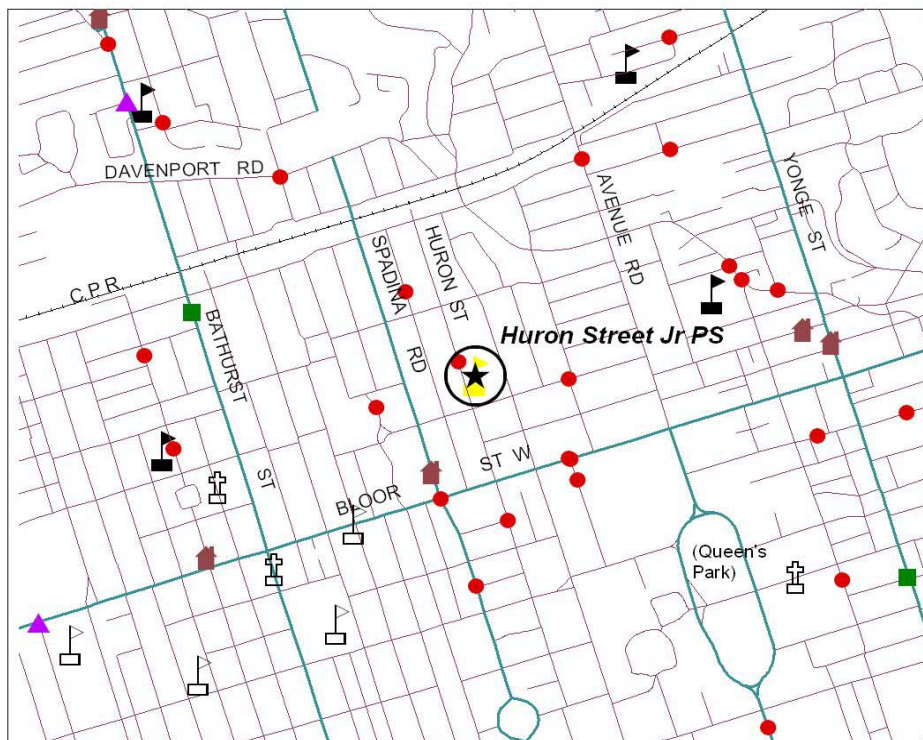 DAVENPORT RD
YONGE ST
AVENUE RD
HURON ST
SPADINA RD
C P R
BATHURST ST
Huron Street Jr PS
BLOOR ST W
(Queen's
Park)